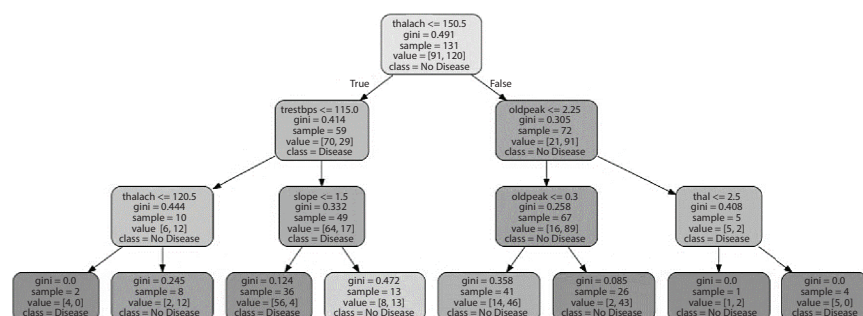 thalach <= 150.5
gini = 0.491
sample = 131
value = [91, 120]
class = No Disease
True
False
trestbps <= 115.0
gini = 0.414
sample = 59
value = [70, 29]
class = Disease
oldpeak <= 2.25
gini = 0.305
sample = 72
value = [21, 91]
class = No Disease
thalach <= 120.5
gini = 0.444
sample = 10
value [6, 12]
class = No Disease
slope <= 1.5
gini = 0.332
sample = 49
value = [64, 17]
class = Disease
oldpeak <= 0.3
gini = 0.258
sample = 67
value = [16, 89]
class = No Disease
thal <= 2.5
gini = 0.408
sample = 5
value = [5, 2]
class = Disease
gini = 0.0
sample = 2
value = [4, 0]
class = Disease
gini = 0.245
sample = 8
value = [2, 12]
class = No Disease
gini = 0.124
sample = 36
value = [56, 4]
class = Disease
gini = 0.472
sample = 13
value = [8, 13]
class = No Disease
gini = 0.358
sample = 41
value = [14, 46]
class = No Disease
gini = 0.085
sample = 26
value = [2, 43]
class = No Disease
gini = 0.0
sample = 1
value = [1, 2]
class = No Disease
gini = 0.0
sample = 4
value = [5, 0]
class = Disease